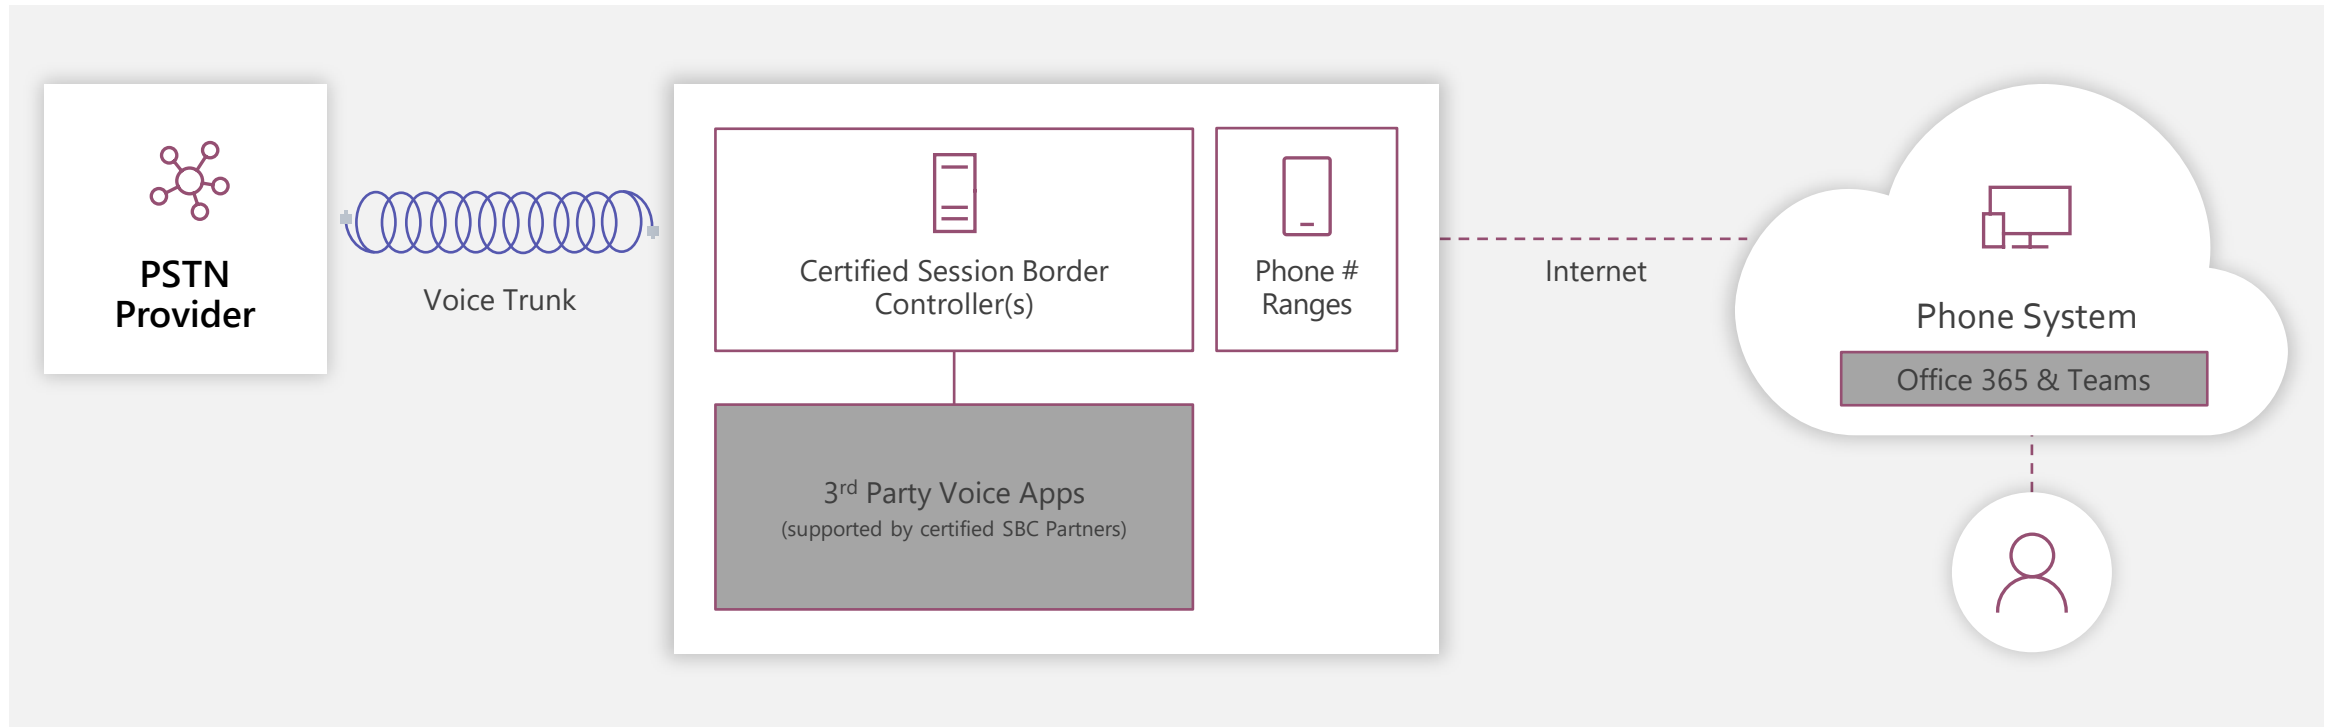 PSTN
Provider
Voice Trunk
Certified Session Border
Controller(s)
Phone #
Ranges
3rd Party Voice Apps
(supported by certified SBC Partners)
Internet
Phone System
Office 365 & Teams